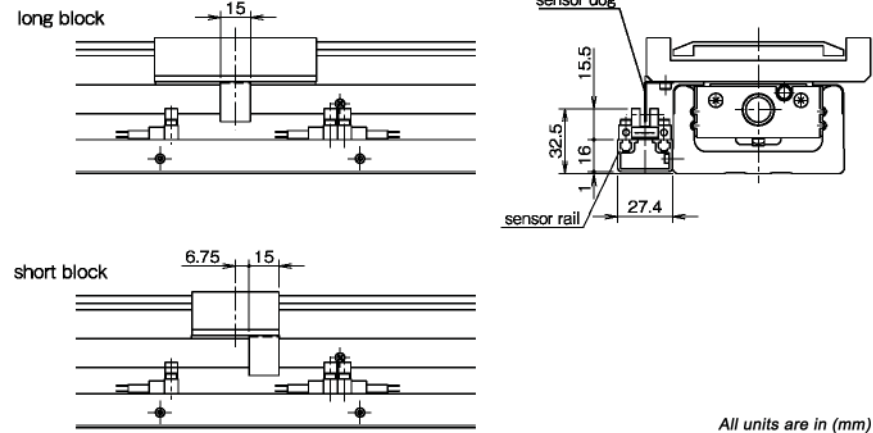 long block
15
sensor dog
15.5
32.5
16
1
27.4
sensor rail
short block
6.75
15
All units are in (mm)